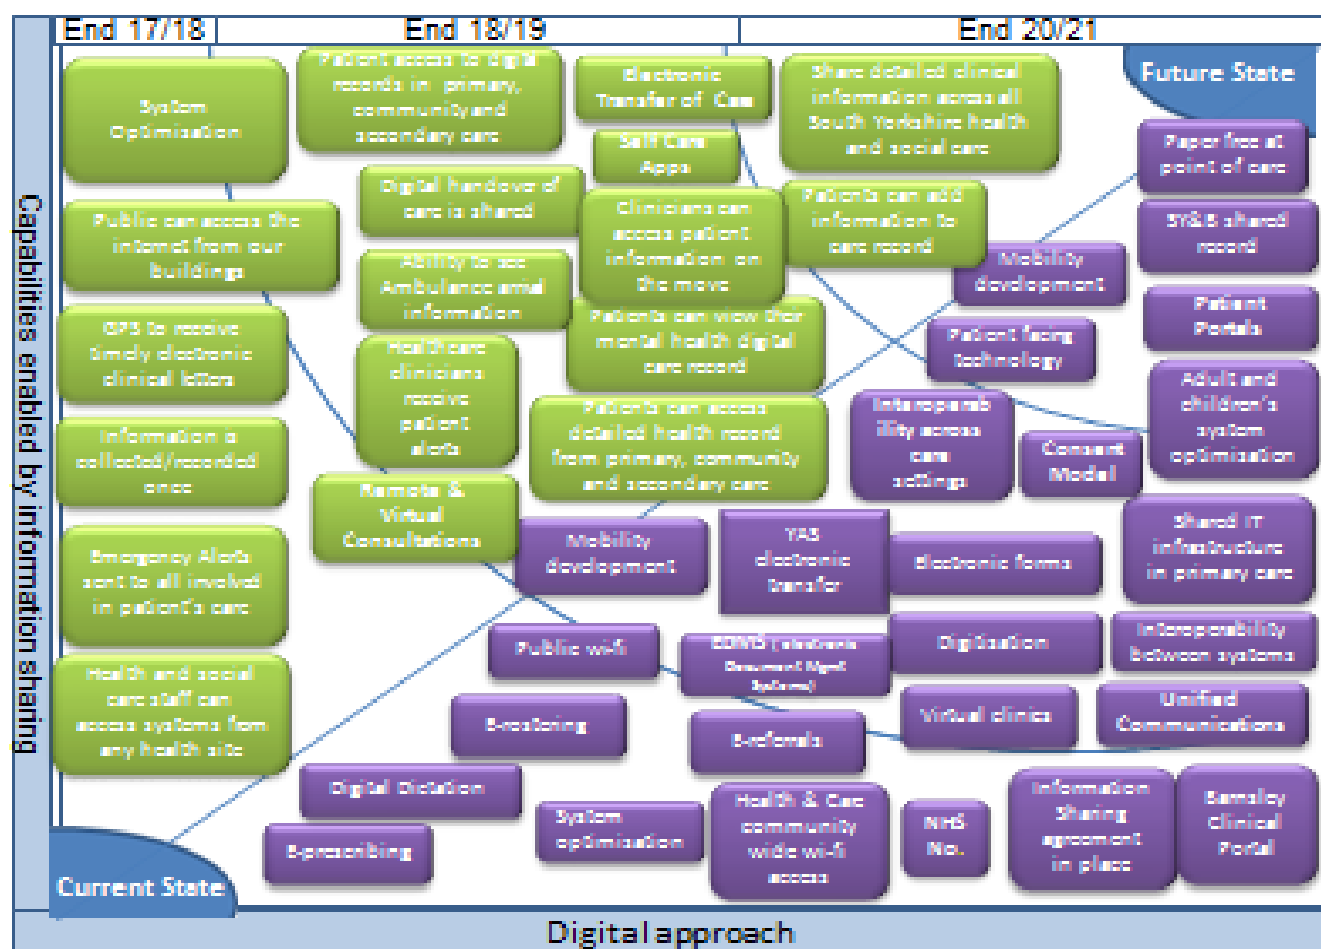 End 17/18
End 18/19
End 20/21
Capabilities enabled by information sharing
System
Optimisation
Public can access the
internet from our
buildings
GPS to receive
timely electronic
clinical letters
Information is
collected/recorded
once
Emergency Alerts
sent to all involved
in patient's care
Health and social
care staff can
access systems from
any health site
Patient access to digital
records in primary,
community and
secondary care
Digital handover of
care is shared
Ability to see
Ambulance
information
Healthcare
clinicians
receive
patient
alerts
Remote &
Virtual
Consultations
Electronic
Transfer of Care
Self Care
Apps
Clinicians can
access patient
information on
the move
Patients can view their
mental health digital
care record
Patients can access
detailed health record
from primary, community
and secondary care
Share detailed clinical
information across all
South Yorkshire health
and social care
Patients can add
information to
care record
Future State
Paper free at
point of care
SY&B shared
record
Mobility
development
Patient
Portals
Patient facing
technology
Adult and
children's
system
optimisation
Interoperab
ility across
care
settings
Consent
Model
Mobility
development
YAS
electronic
transfer
Electronic forms
Shared IT
infrastructure
in primary care
Public wi-fi
EDMS (Electronic
Document Mgmt
Systems)
Digitisation
Interoperability
between systems
E-rostering
E-referrals
Virtual clinics
Unified
Communications
Digital Dictation
E-prescribing
System
optimisation
Health & Care
community
wide wi-fi
access
NHS
No.
Information
Sharing
agreement
in place
Barnsley
Clinical
Portal
Current State
Digital approach